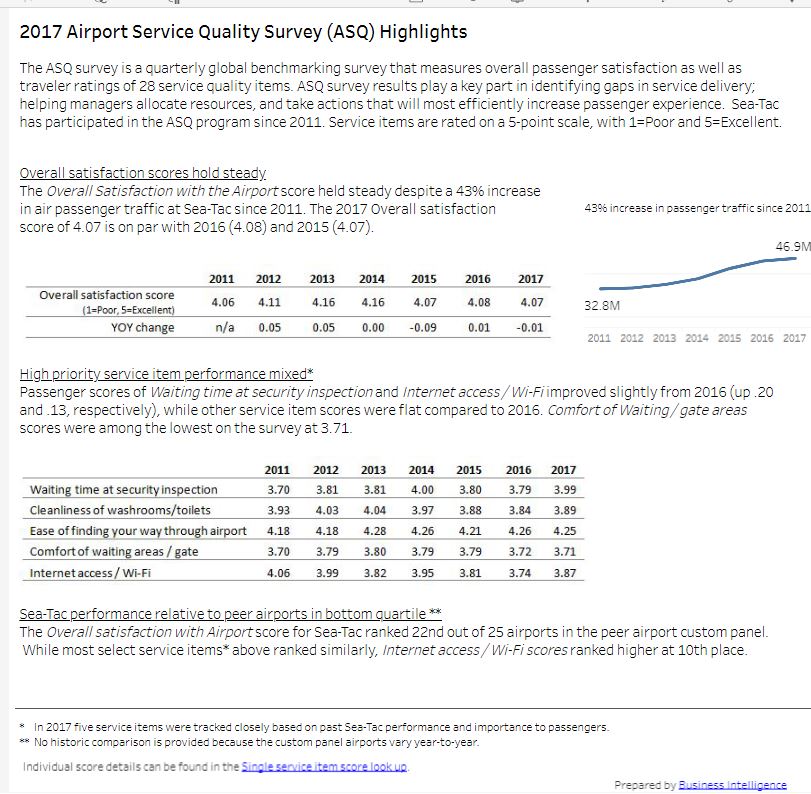 2017 Airport Service Quality Survey (ASQ) Highlights
The ASQ survey is a quarterly global benchmarking survey that measures overall passenger satisfaction as well as
traveler ratings of 28 service quality items. ASQ survey results play a key part in identifying gaps in service delivery;
helping managers allocate resources, and take actions that will most efficiently increase passenger experience. Sea-Tac
has participated in the ASQ program since 2011. Service items are rated on a 5-point scale, with 1=Poor and 5=Excellent.
Overall satisfaction scores hold steady
The Overall Satisfaction with the Airport score held steady despite a 43% increase
in air passenger traffic at Sea-Tac since 2011. The 2017 Overall satisfaction
score of 4.07 is on par with 2016 (4.08) and 2015 (4.07).
43% increase in passenger traffic since 2011
46.9M
32.8M
2011 2012 2013 2014 2015 2016 2017
2011 2012 2013 2014 2015 2016 2017
Overall satisfaction score
(1=Poor, 5=Excellent)
4.06 4.11 4.16 4.16 4.07 4.08 4.07
YOY change n/a 0.05 0.05 0.00 -0.09 0.01 -0.01
High priority service item performance mixed*
Passenger scores of Waiting time at security inspection and Internet access / Wi-Fi improved slightly from 2016 (up .20
and .13, respectively), while other service item scores were flat compared to 2016. Comfort of Waiting / gate areas
scores were among the lowest on the survey at 3.71.
2011 2012 2013 2014 2015 2016 2017
Waiting time at security inspection 3.70 3.81 3.81 4.00 3.80 3.79 3.99
Cleanliness of washrooms/toilets 3.93 4.03 4.04 3.97 3.88 3.84 3.89
Ease of finding your way through airport 4.18 4.18 4.28 4.26 4.21 4.26 4.25
Comfort of waiting areas / gate 3.70 3.79 3.80 3.79 3.79 3.72 3.71
Internet access / Wi-Fi 4.06 3.99 3.82 3.95 3.81 3.74 3.87
Sea-Tac performance relative to peer airports in bottom quartile **
The Overall satisfaction with Airport score for Sea-Tac ranked 22nd out of 25 airports in the peer airport custom panel.
While most select service items* above ranked similarly, Internet access / Wi-Fi scores ranked higher at 10th place.
* In 2017 five service items were tracked closely based on past Sea-Tac performance and importance to passengers.
** No historic comparison is provided because the custom panel airports vary year-to-year.
Individual score details can be found in the Single service item score look up.
Prepared by Business Intelligence